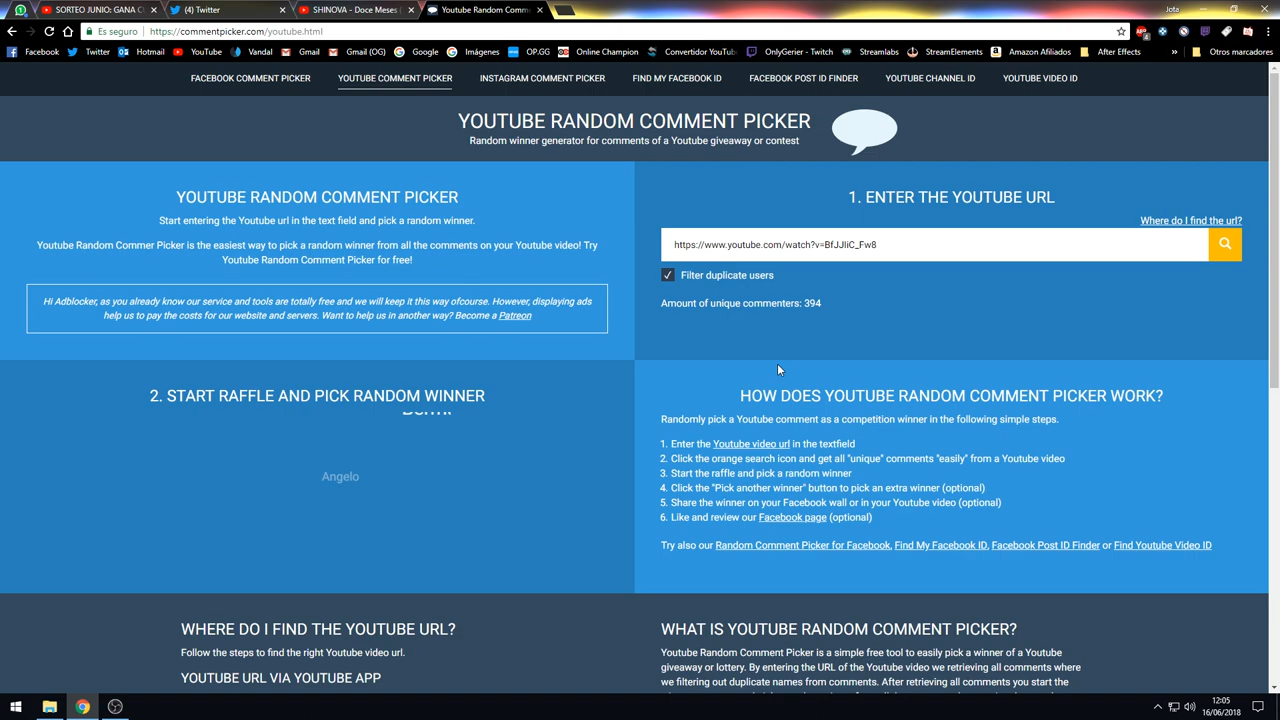 SORTEO JUNIO: GANA C
(4) Twitter
SHINOVA - Doce Meses (
Youtube Random Comme
Jota
Es seguro
https://commentpicker.com/youtube.html
Facebook
Twitter
Hotmail
YouTube
Vandal
Gmail
Gmail (OG)
Google
Imágenes
OP.GG
Online Champion
Convertidor YouTub
OnlyGerier - Twitch
Streamlabs
StreamElements
Amazon Afiliados
After Effects
»
Otros marcadores
FACEBOOK COMMENT PICKER
YOUTUBE COMMENT PICKER
INSTAGRAM COMMENT PICKER
FIND MY FACEBOOK ID
FACEBOOK POST ID FINDER
YOUTUBE CHANNEL ID
YOUTUBE VIDEO ID
YOUTUBE RANDOM COMMENT PICKER
Random winner generator for comments of a Youtube giveaway or contest
YOUTUBE RANDOM COMMENT PICKER
Start entering the Youtube url in the text field and pick a random winner.
Youtube Random Commer Picker is the easiest way to pick a random winner from all the comments on your Youtube video! Try
Youtube Random Comment Picker for free!
Hi Adblocker, as you already know our service and tools are totally free and we will keep it this way ofcourse. However, displaying ads
help us to pay the costs for our website and servers. Want to help us in another way? Become a Patreon
1. ENTER THE YOUTUBE URL
Where do I find the url?
https://www.youtube.com/watch?v=BfJJIiC_Fw8
Filter duplicate users
Amount of unique commenters: 394
2. START RAFFLE AND PICK RANDOM WINNER
Angelo
HOW DOES YOUTUBE RANDOM COMMENT PICKER WORK?
Randomly pick a Youtube comment as a competition winner in the following simple steps.
1. Enter the Youtube video url in the textfield
2. Click the orange search icon and get all "unique" comments "easily" from a Youtube video
3. Start the raffle and pick a random winner
4. Click the "Pick another winner" button to pick an extra winner (optional)
5. Share the winner on your Facebook wall or in your Youtube video (optional)
6. Like and review our Facebook page (optional)
Try also our Random Comment Picker for Facebook, Find My Facebook ID, Facebook Post ID Finder or Find Youtube Video ID
WHERE DO I FIND THE YOUTUBE URL?
Follow the steps to find the right Youtube video url.
YOUTUBE URL VIA YOUTUBE APP
WHAT IS YOUTUBE RANDOM COMMENT PICKER?
Youtube Random Comment Picker is a simple free tool to easily pick a winner of a Youtube
giveaway or lottery. By entering the URL of the Youtube video we retrieving all comments where
we filtering out duplicate names from comments. After retrieving all comments you start the
12:05
16/06/2018